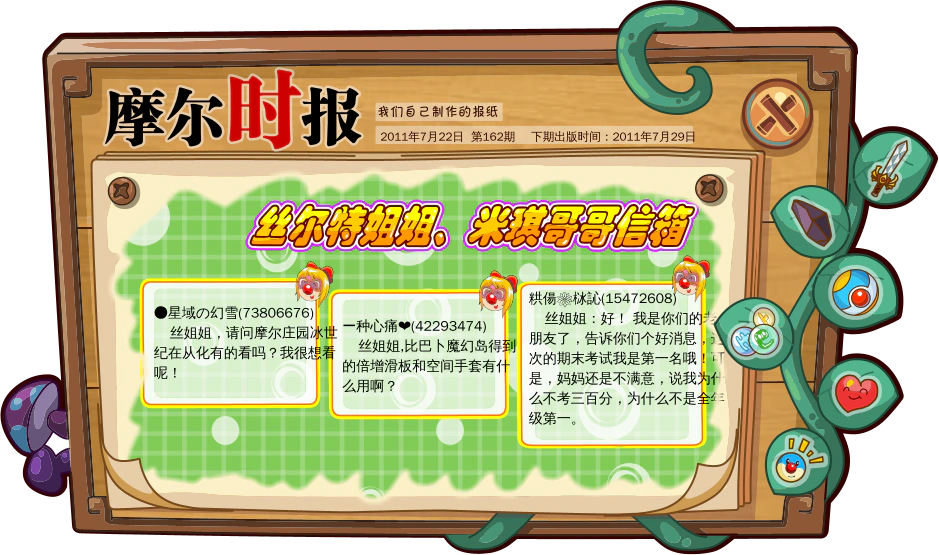 摩尔时报
我们自己制作的报纸
2011年7月22日 第162期 下期出版时间：2011年7月29日
丝尔特姐姐、米琪哥哥信箱
●星域の幻雪(73806676)
丝姐姐，请问摩尔庄园冰世
纪在从化有的看吗？我很想看
呢！
一种心痛❤(42293474)
丝姐姐,比巴卜魔幻岛得到
的倍增滑板和空间手套有什
么用啊？
(15472608)
丝姐姐：好！ 我是你们的老
朋友了，告诉你们个好消息，
次的期末考试我是第一名哦！可
是，妈妈还是不满意，说我为什
么不考三百分，为什么不是全年
级第一。